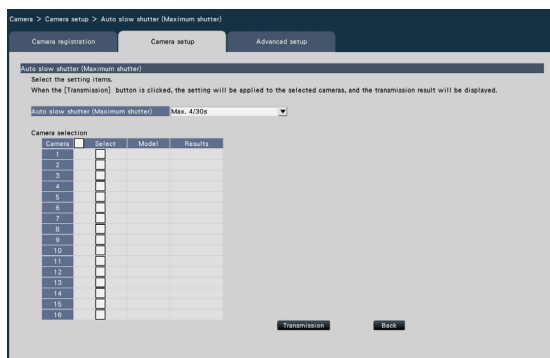 Camera > Camera setup > Auto slow shutter (Maximum shutter)
Camera registration Camera setup Advanced setup
Auto slow shutter (Maximum shutter)
Select the setting items.
When the [Transmission] button is clicked, the setting will be applied to the selected cameras, and the transmission result will be displayed.
Auto slow shutter (Maximum shutter) Max. 4/30s
Camera selection
Camera Select Model Results
1
2
3
4
5
6
7
8
9
10
11
12
13
14
15
16
Transmission Back